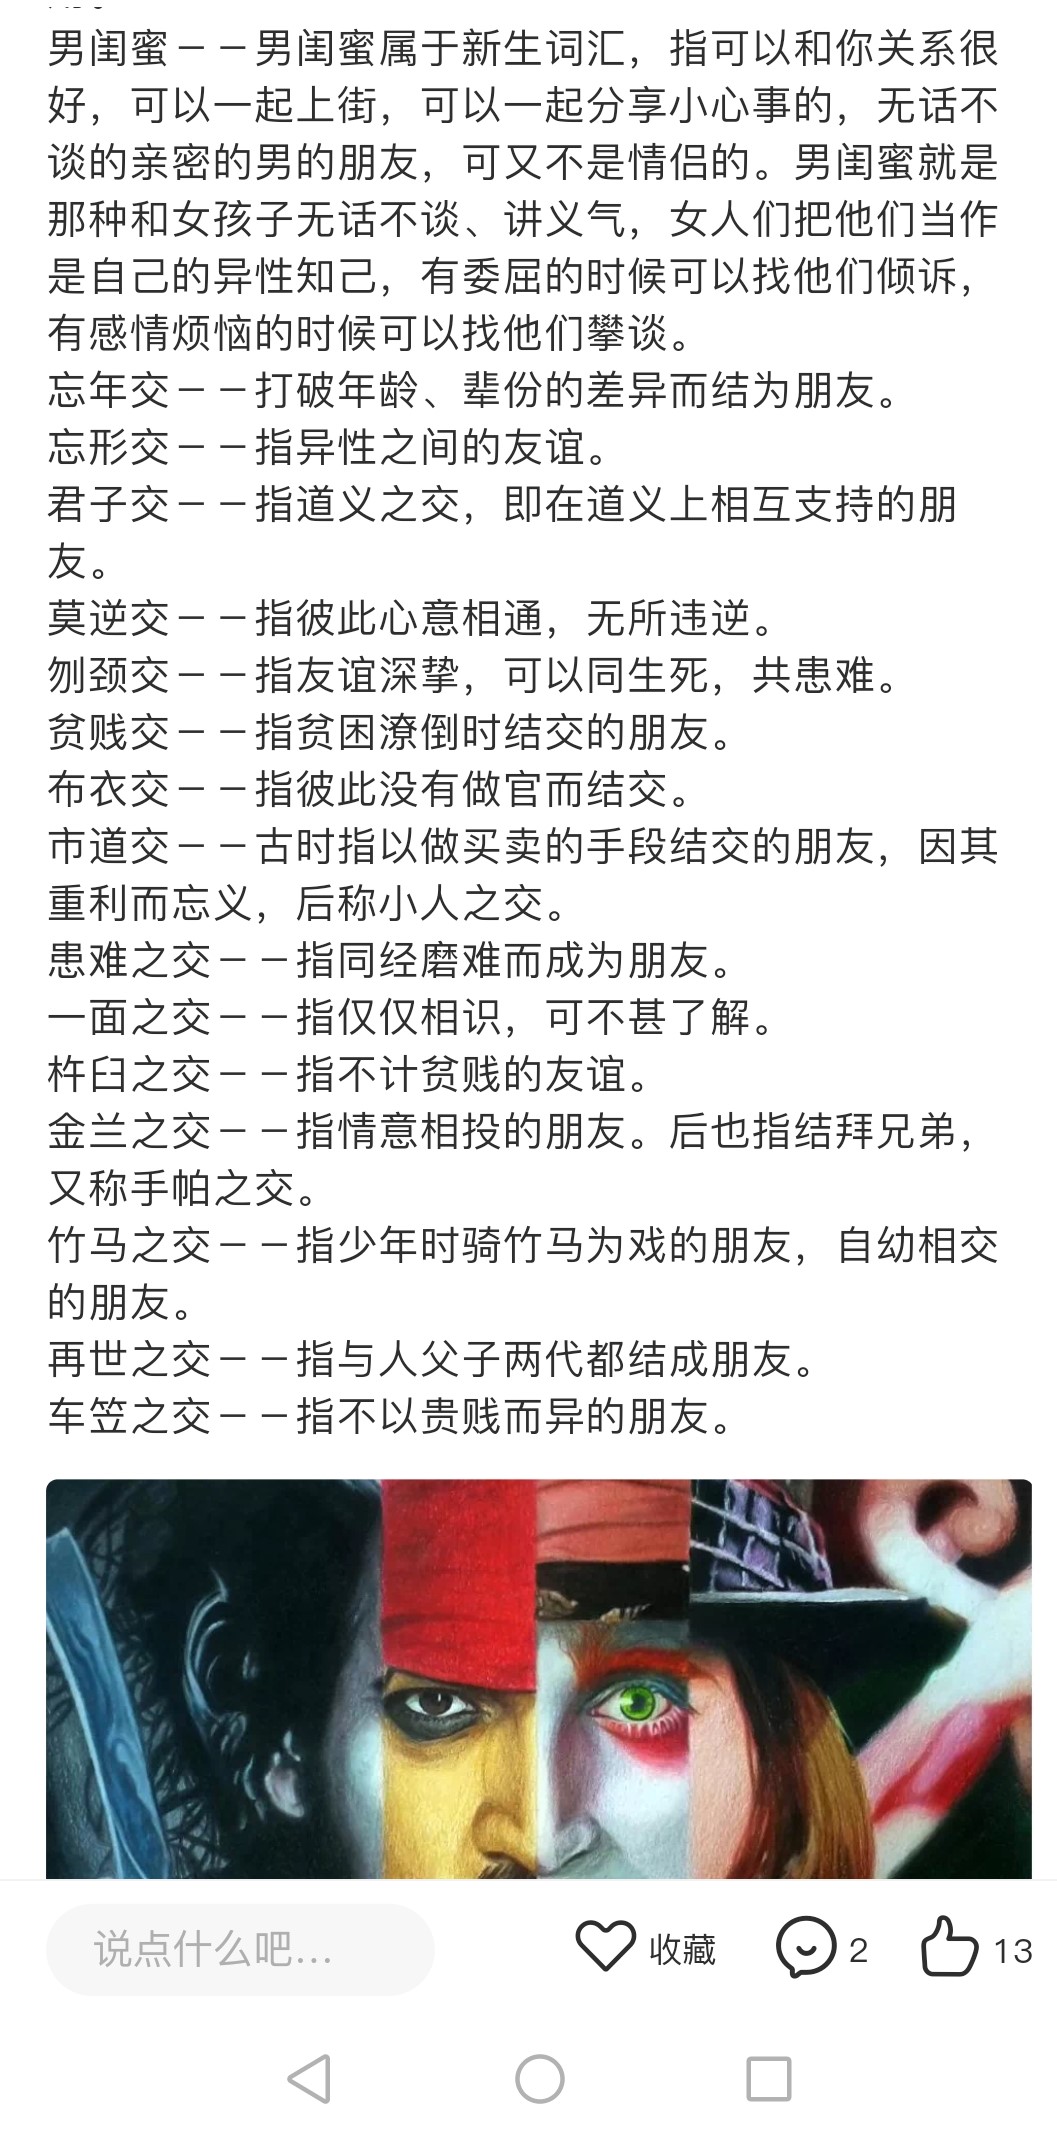 男闺蜜－－男闺蜜属于新生词汇，指可以和你关系很
好，可以一起上街，可以一起分享小心事的，无话不
谈的亲密的男的朋友，可又不是情侣的。男闺蜜就是
那种和女孩子无话不谈、讲义气，女人们把他们当作
是自己的异性知己，有委屈的时候可以找他们倾诉，
有感情烦恼的时候可以找他们攀谈。
忘年交－－打破年龄、辈份的差异而结为朋友。
忘形交－－指异性之间的友谊。
君子交－－指道义之交，即在道义上相互支持的朋
友。
莫逆交－－指彼此心意相通，无所违逆。
刎颈交－－指友谊深挚，可以同生死，共患难。
贫贱交－－指贫困潦倒时结交的朋友。
布衣交－－指彼此没有做官而结交。
市道交－－古时指以做买卖的手段结交的朋友，因其
重利而忘义，后称小人之交。
患难之交－－指同经磨难而成为朋友。
一面之交－－指仅仅相识，可不甚了解。
杵臼之交－－指不计贫贱的友谊。
金兰之交－－指情意相投的朋友。后也指结拜兄弟，
又称手帕之交。
竹马之交－－指少年时骑竹马为戏的朋友，自幼相交
的朋友。
再世之交－－指与人父子两代都结成朋友。
车笠之交－－指不以贵贱而异的朋友。
说点什么吧... 收藏 2 13